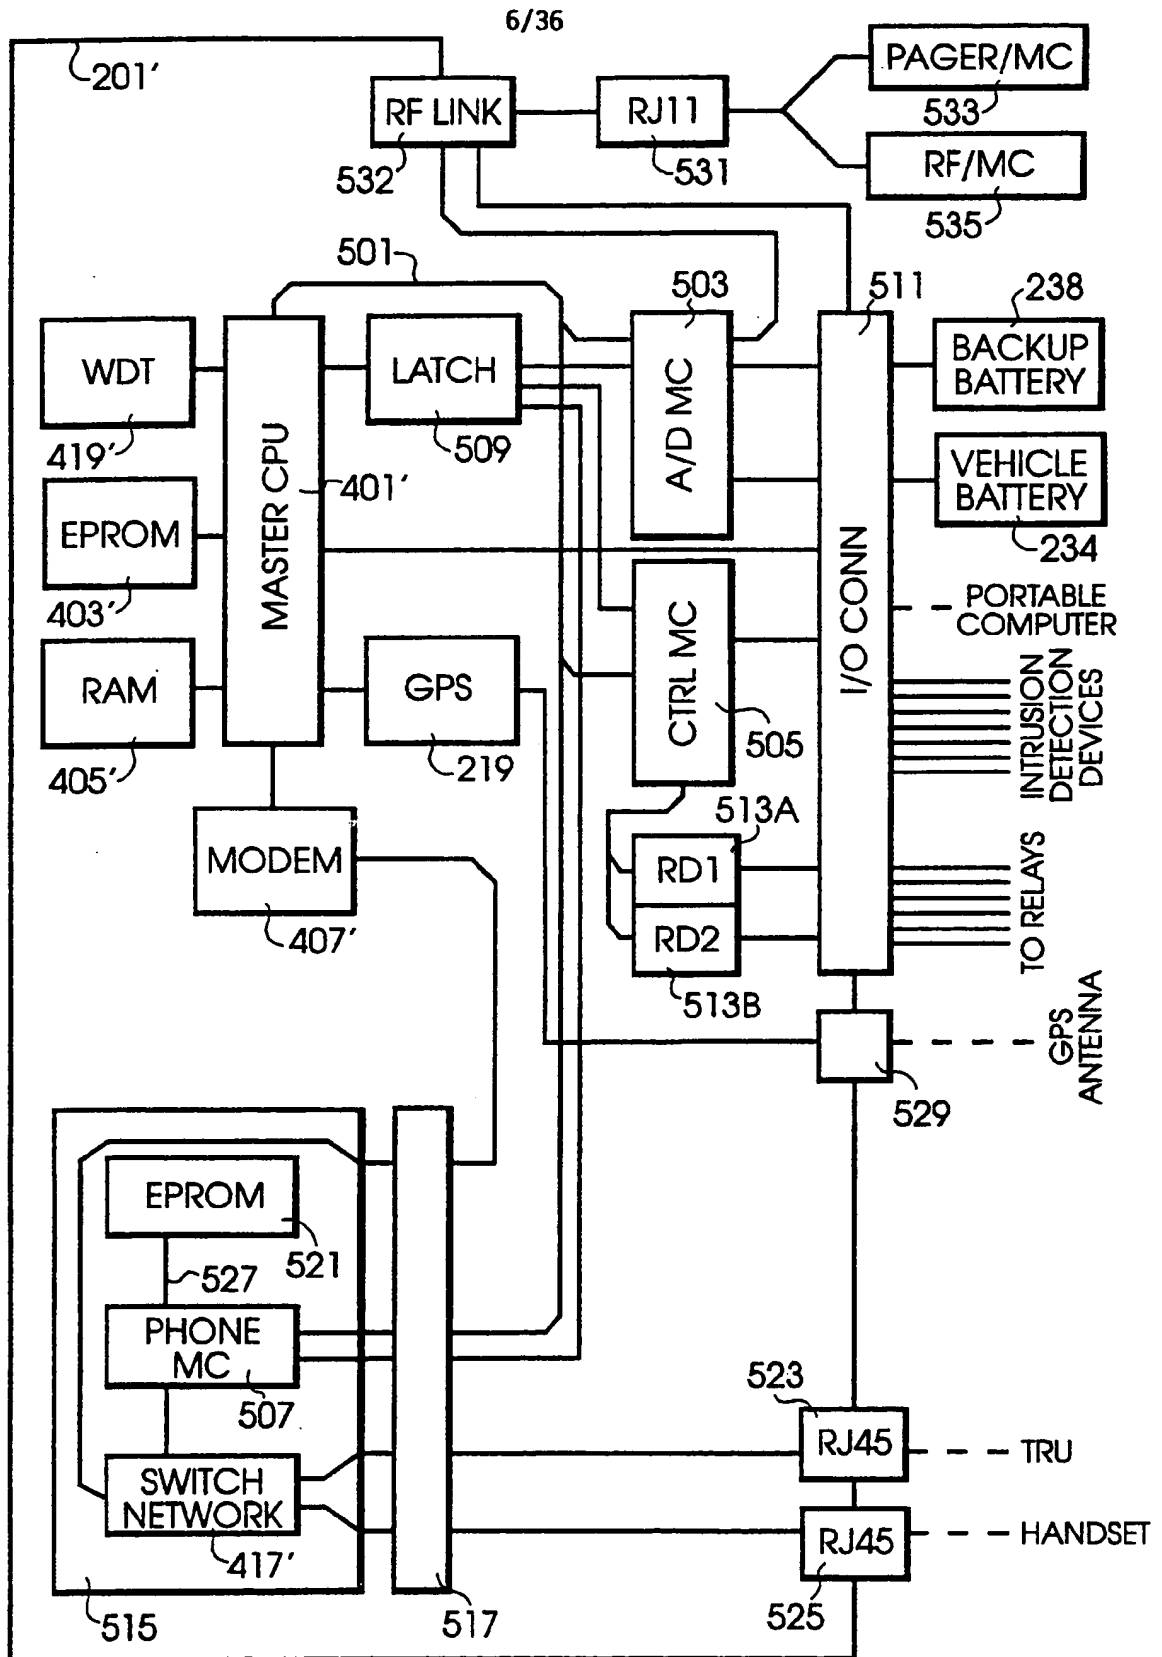 6/36
201'
RF LINK
532
RJ11
531
PAGER/MC
533
RF/MC
535
501
503
511
238
WDT
419'
MASTER CPU
401'
LATCH
509
A/D MC
I/O CONN
BACKUP
BATTERY
VEHICLE
BATTERY
234
EPROM
403'
CTRL MC
505
PORTABLE
COMPUTER
RAM
405'
GPS
219
INTRUSION
DETECTION
DEVICES
MODEM
407'
513A
RD1
RD2
513B
TO RELAYS
GPS
ANTENNA
529
EPROM
521
527
PHONE
MC
507
SWITCH
NETWORK
417'
515
517
523
RJ45
TRU
RJ45
525
HANDSET